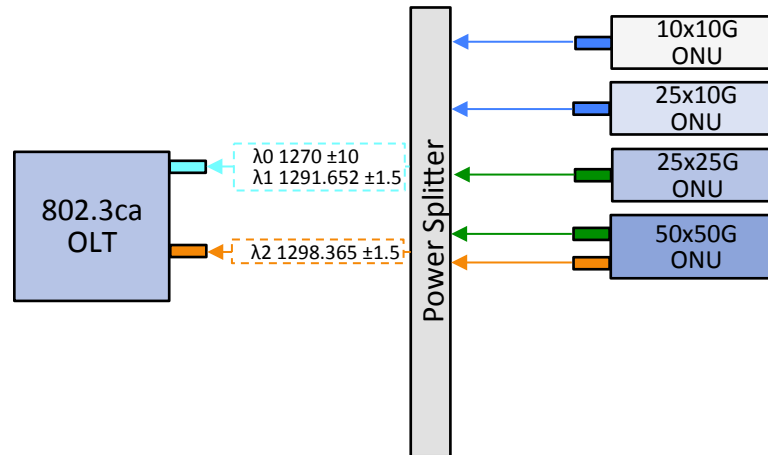 802.3ca
OLT
λ0 1270 ±10
λ1 1291.652 ±1.5
λ2 1298.365 ±1.5
Power Splitter
10x10G
ONU
25x10G
ONU
25x25G
ONU
50x50G
ONU